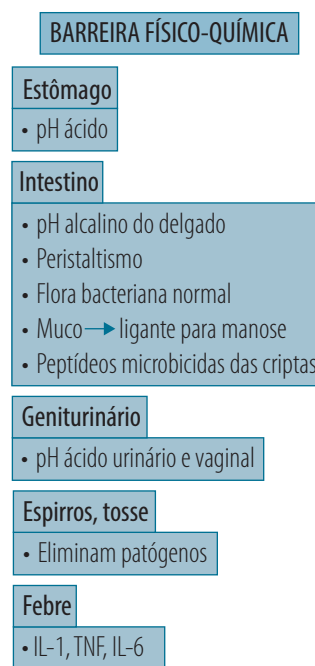 BARREIRA FÍSICO-QUÍMICA
Estômago
• pH ácido
Intestino
• pH alcalino do delgado
• Peristaltismo
• Flora bacteriana normal
• Muco → ligante para manose
• Peptídeos microbicidas das criptas
Geniturinário
• pH ácido urinário e vaginal
Espirros, tosse
• Eliminam patógenos
Febre
• IL-1, TNF, IL-6